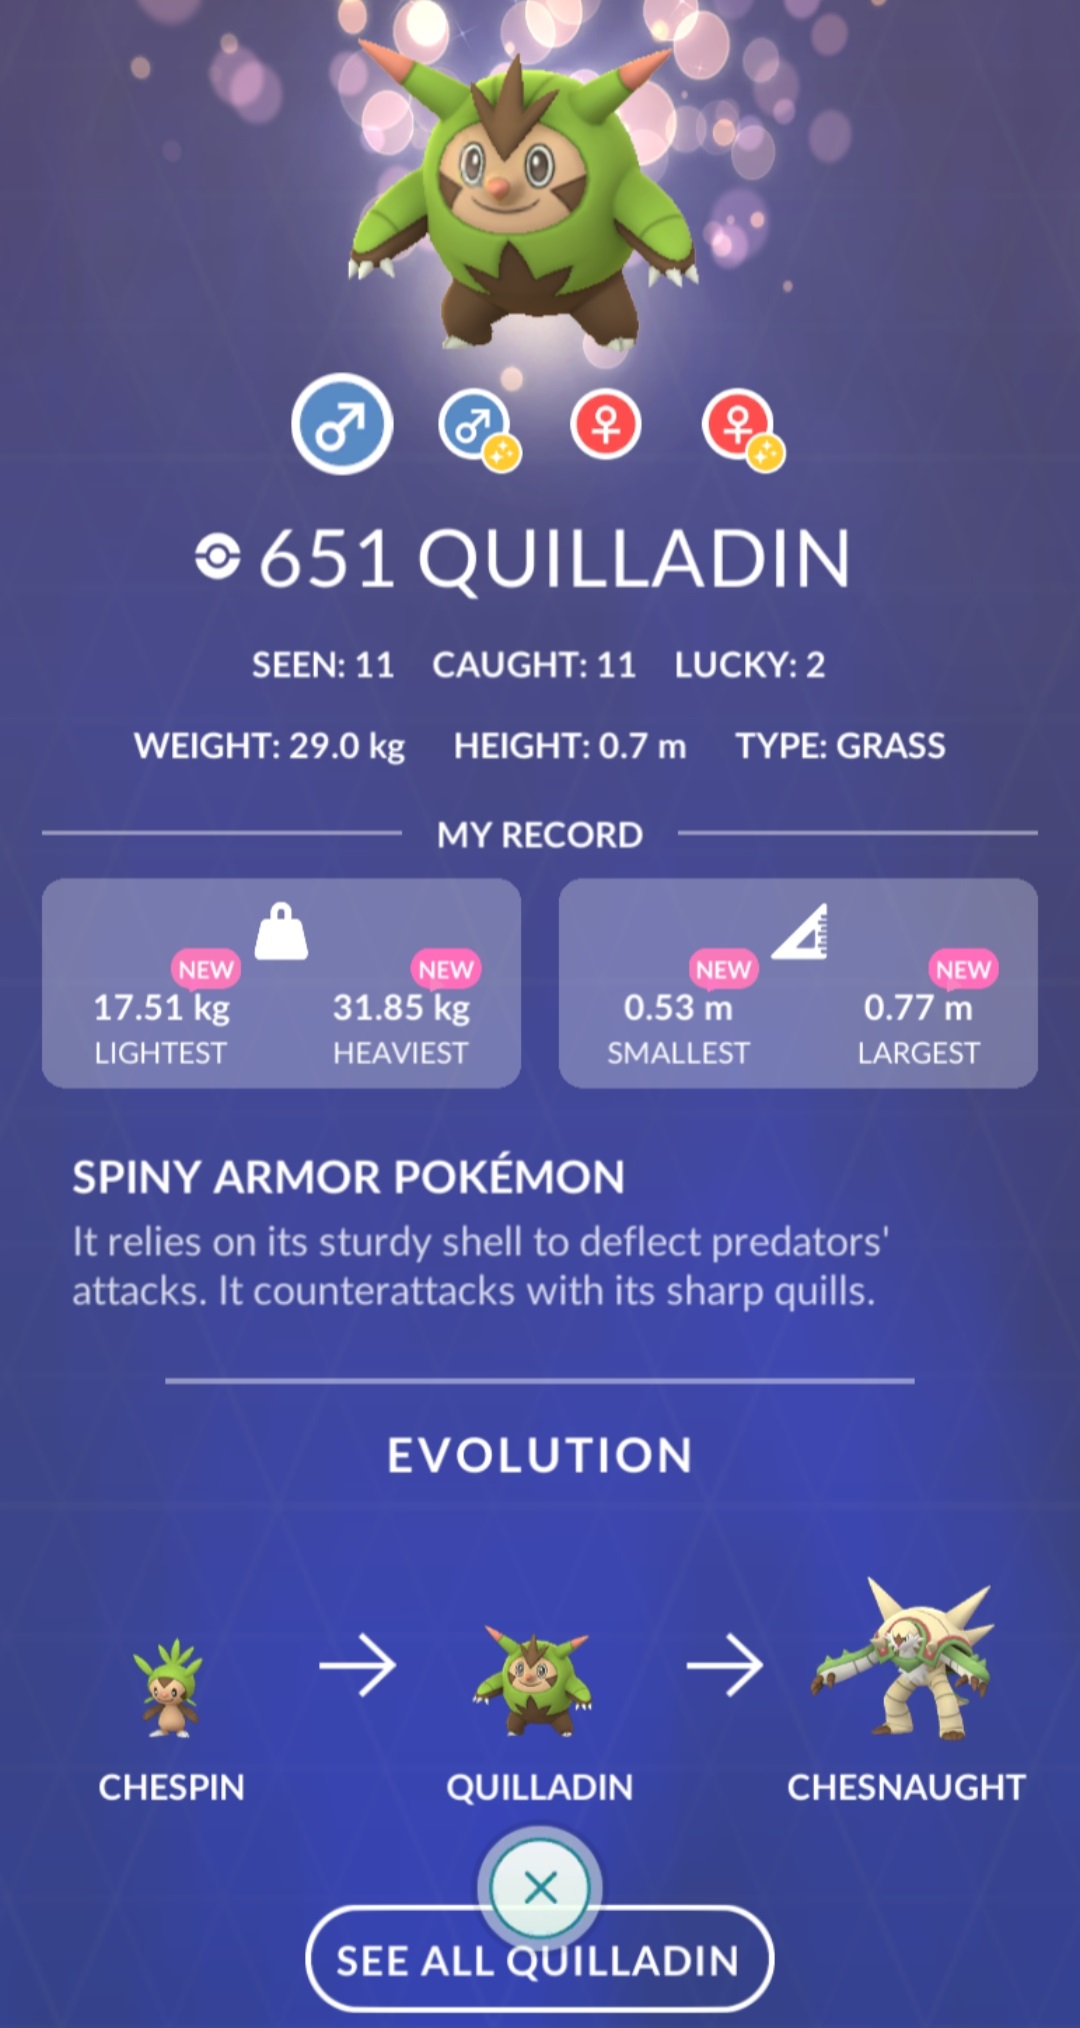 651 QUILLADIN
SEEN: 11 CAUGHT: 11 LUCKY: 2
WEIGHT: 29.0 kg HEIGHT: 0.7 m TYPE: GRASS
MY RECORD
NEW NEW NEW NEW
17.51 kg 31.85 kg 0.53 m 0.77 m
LIGHTEST HEAVIEST SMALLEST LARGEST
SPINY ARMOR POKÉMON
It relies on its sturdy shell to deflect predators'
attacks. It counterattacks with its sharp quills.
EVOLUTION
CHESPIN QUILLADIN CHESNAUGHT
SEE ALL QUILLADIN